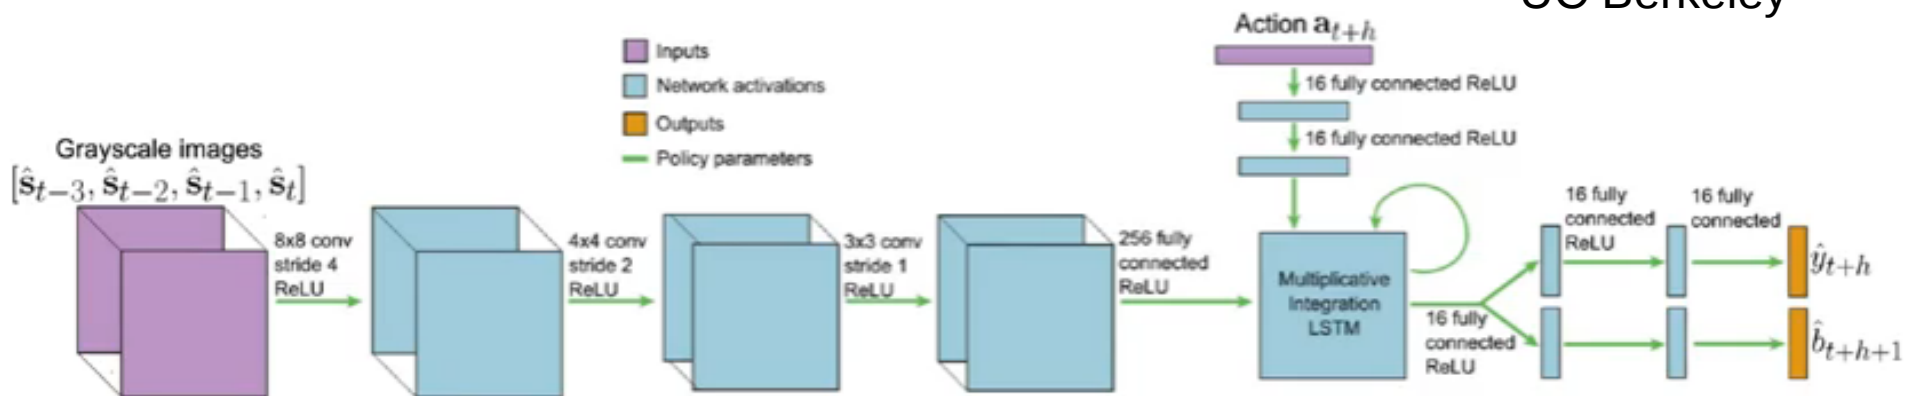 UC Berkeley
Action a_{t+h}
Inputs
Network activations
Outputs
Policy parameters
16 fully connected ReLU
16 fully connected ReLU
Grayscale images
[ŝ_{t−3}, ŝ_{t−2}, ŝ_{t−1}, ŝ_t]
8x8 conv
stride 4
ReLU
4x4 conv
stride 2
ReLU
3x3 conv
stride 1
ReLU
256 fully
connected
ReLU
Multiplicative
Integration
LSTM
16 fully
connected
ReLU
16 fully
connected
ReLU
16 fully
connected
ŷ_{t+h}
b̂_{t+h+1}